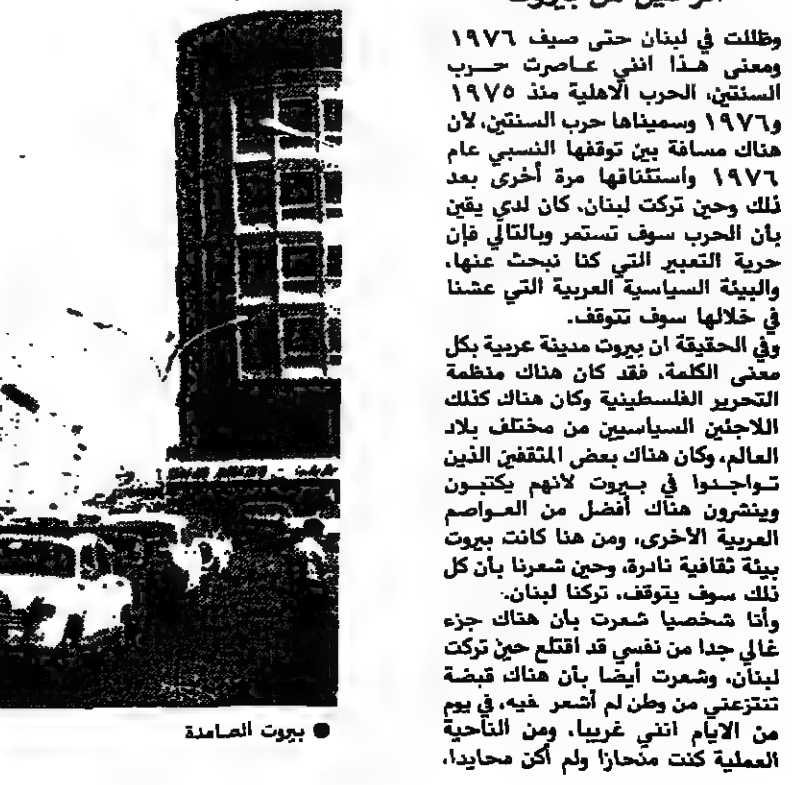 وظللت في لبنان حتى صيف ١٩٧٦
ومعنى هذا انني عاصرت حرب
السنتين، الحرب الاهلية منذ ١٩٧٥
و١٩٧٦ وسميناها حرب السنتين، لأن
هناك مسافة بين توقفها النسبي عام
١٩٧٦ واستئنافها مرة أخرى بعد
ذلك وحين تركت لبنان، كان لدي يقين
بأن الحرب سوف تستمر وبالتالي فإن
حرية التعبير التي كنا نبحث عنها،
والبيئة السياسية العربية التي عشنا
في خلالها سوف تتوقف.
وفي الحقيقة ان بيروت مدينة عربية بكل
معنى الكلمة، فقد كان هناك منظمة
التحرير الفلسطينية وكان هناك كذلك
اللاجئين السياسيين من مختلف بلاد
العالم، وكان هناك بعض المثقفين الذين
تواجدوا في بيروت لأنهم يكتبون
وينشرون هناك أفضل من العواصم
العربية الأخرى، ومن هنا كانت بيروت
بيئة ثقافية نادرة، وحين شعرنا بأن كل
ذلك سوف يتوقف، تركنا لبنان.
وأنا شخصيا شعرت بأن هناك جزء
غالي جدا من نفسي قد أقتلع حين تركت
لبنان، وشعرت أيضا بأن هناك قبضة
تنتزعني من وطن لم أشعر فيه، في يوم
من الايام انني غريبا، ومن الناحية
العملية كنت منحازا ولم أكن محايدا،
● بيروت الصامدة